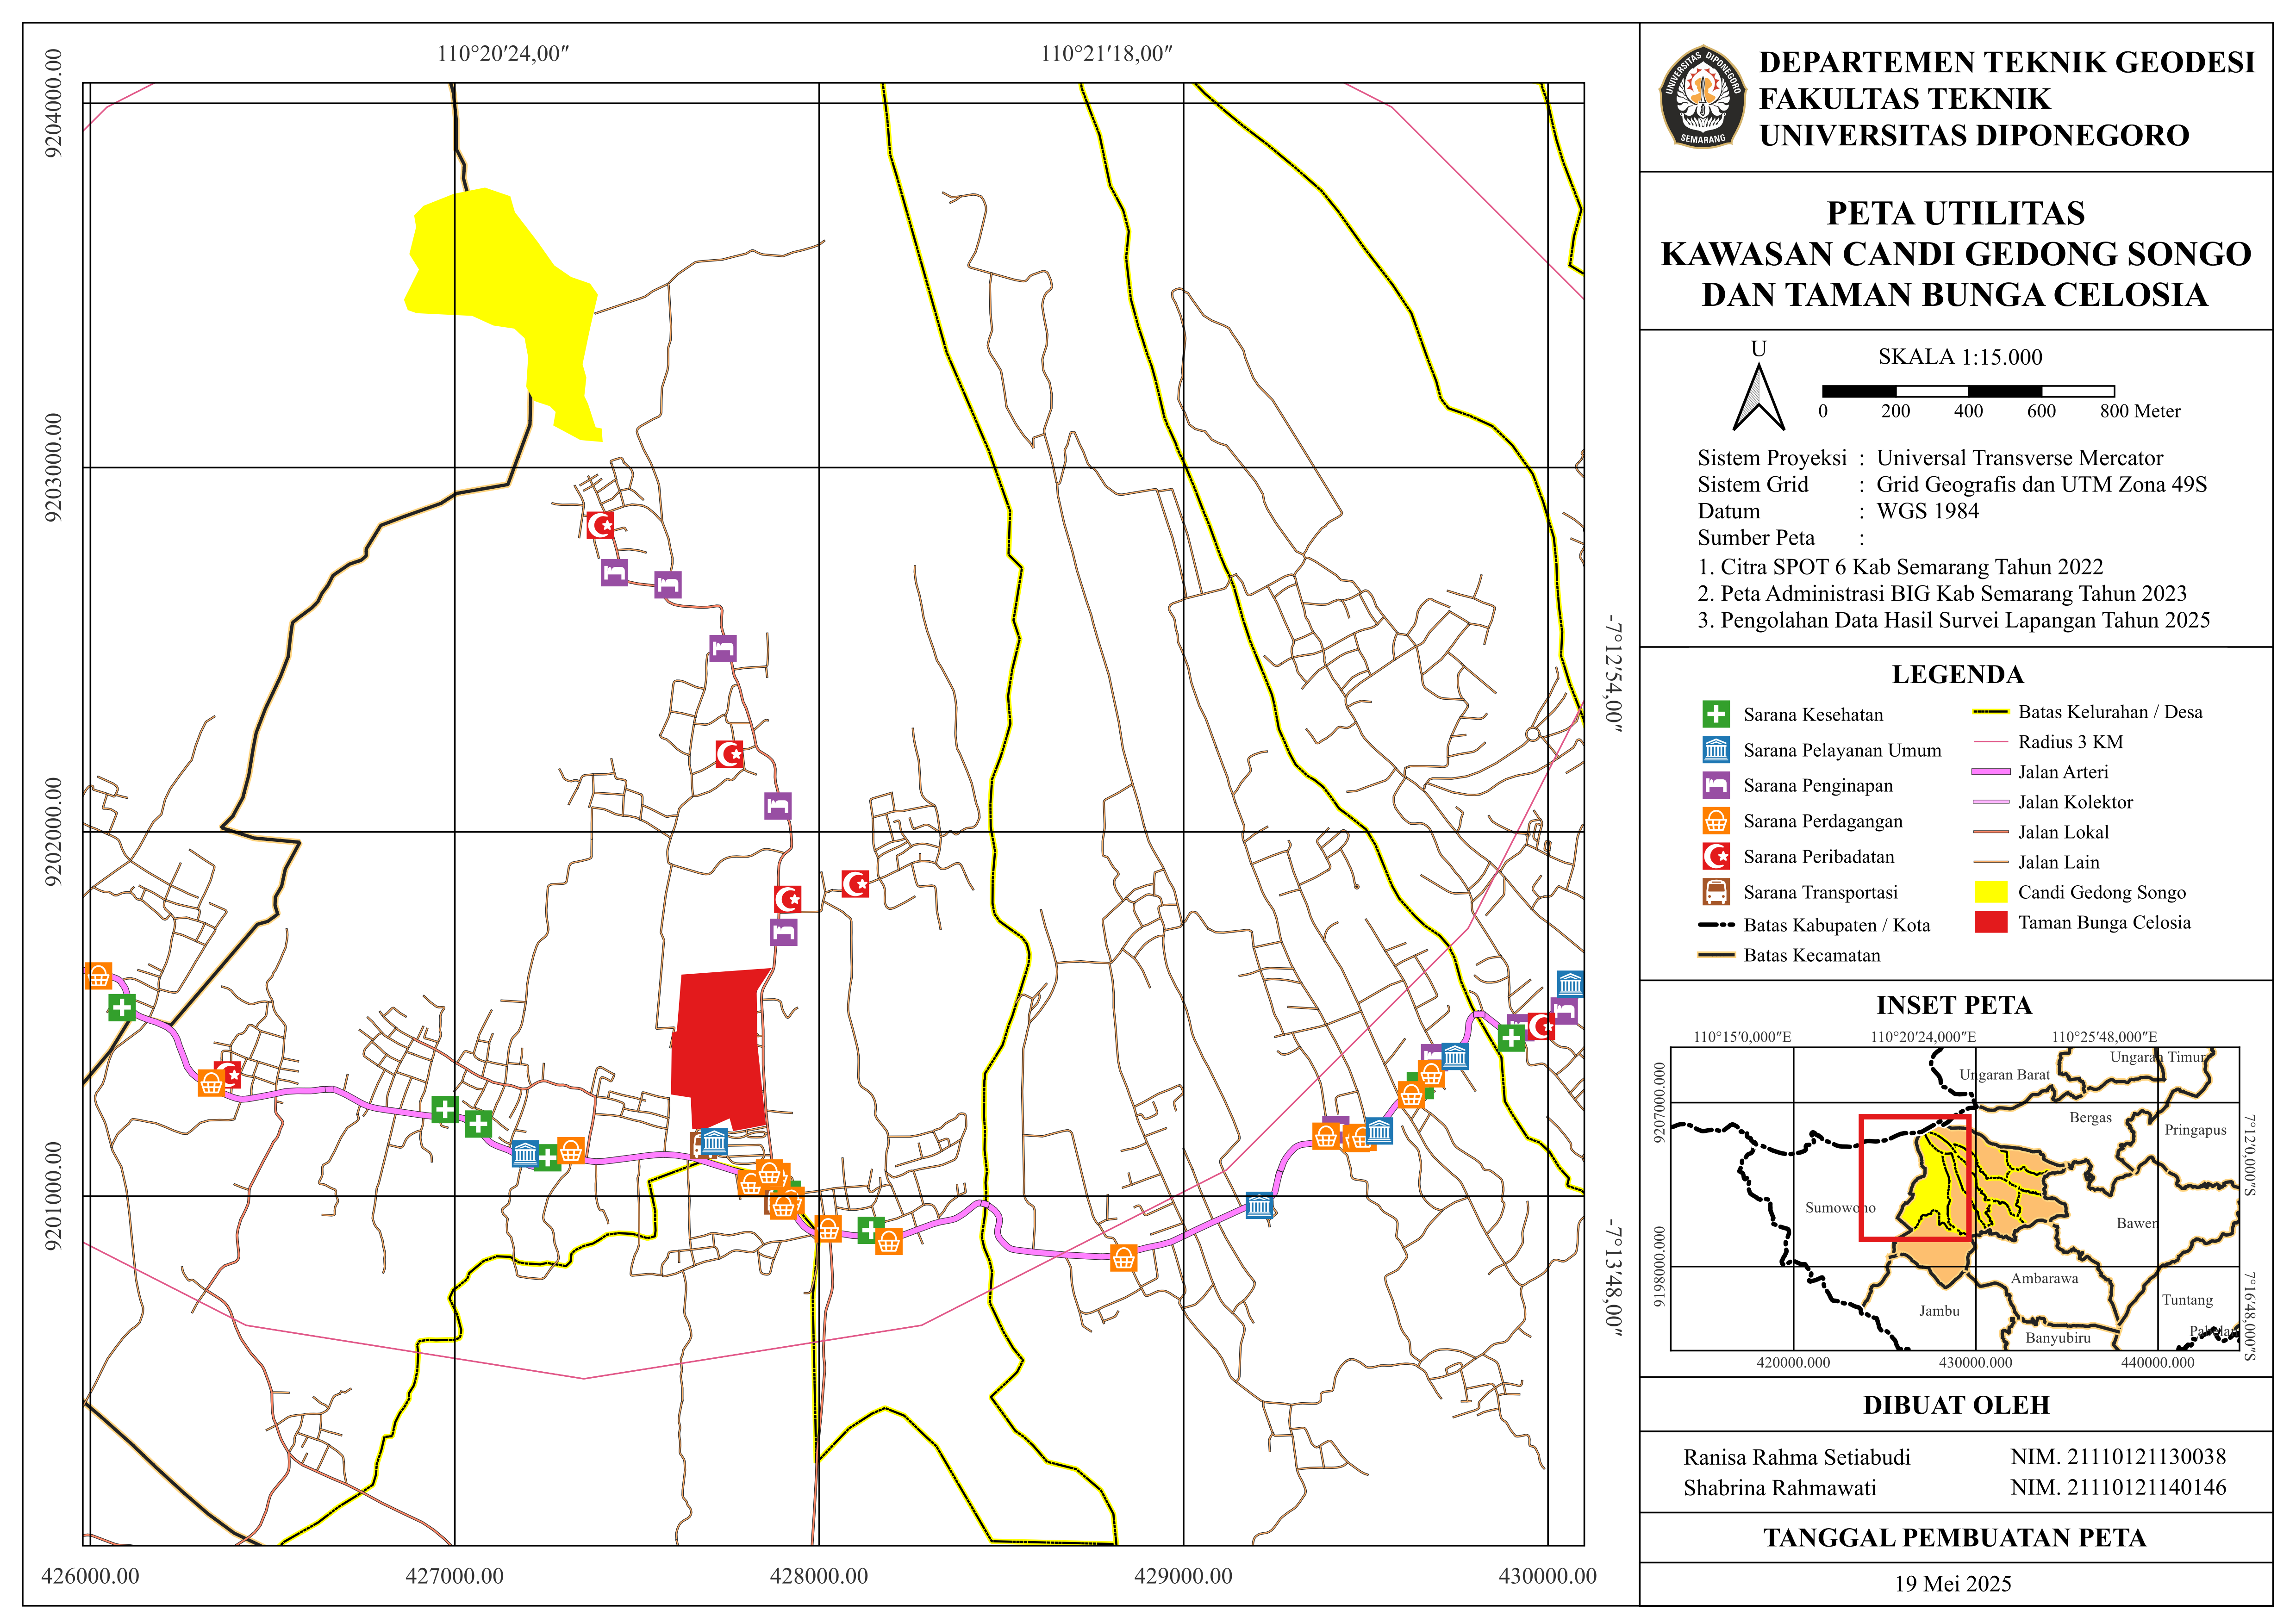 110°20′24,00″
110°21′18,00″
9204000.00
9203000.00
9202000.00
9201000.00
-7°12′54,00″
-7°13′48,00″
426000.00
427000.00
428000.00
429000.00
430000.00
UNIVERSITAS DIPONEGORO
SEMARANG
DEPARTEMEN TEKNIK GEODESI
FAKULTAS TEKNIK
UNIVERSITAS DIPONEGORO
PETA UTILITAS
KAWASAN CANDI GEDONG SONGO
DAN TAMAN BUNGA CELOSIA
U
SKALA 1:15.000
0 200 400 600 800 Meter
Sistem Proyeksi : Universal Transverse Mercator
Sistem Grid : Grid Geografis dan UTM Zona 49S
Datum : WGS 1984
Sumber Peta :
1. Citra SPOT 6 Kab Semarang Tahun 2022
2. Peta Administrasi BIG Kab Semarang Tahun 2023
3. Pengolahan Data Hasil Survei Lapangan Tahun 2025
LEGENDA
Sarana Kesehatan
Sarana Pelayanan Umum
Sarana Penginapan
Sarana Perdagangan
Sarana Peribadatan
Sarana Transportasi
Batas Kabupaten / Kota
Batas Kecamatan
Batas Kelurahan / Desa
Radius 3 KM
Jalan Arteri
Jalan Kolektor
Jalan Lokal
Jalan Lain
Candi Gedong Songo
Taman Bunga Celosia
INSET PETA
110°15′0,000″E
110°20′24,000″E
110°25′48,000″E
9207000.000
9198000.000
7°12′0,000″S
7°16′48,000″S
Ungaran Timur
Ungaran Barat
Bergas
Pringapus
Sumowono
Bawen
Ambarawa
Tuntang
Jambu
Banyubiru
420000.000
430000.000
440000.000
DIBUAT OLEH
Ranisa Rahma Setiabudi NIM. 21110121130038
Shabrina Rahmawati NIM. 21110121140146
TANGGAL PEMBUATAN PETA
19 Mei 2025